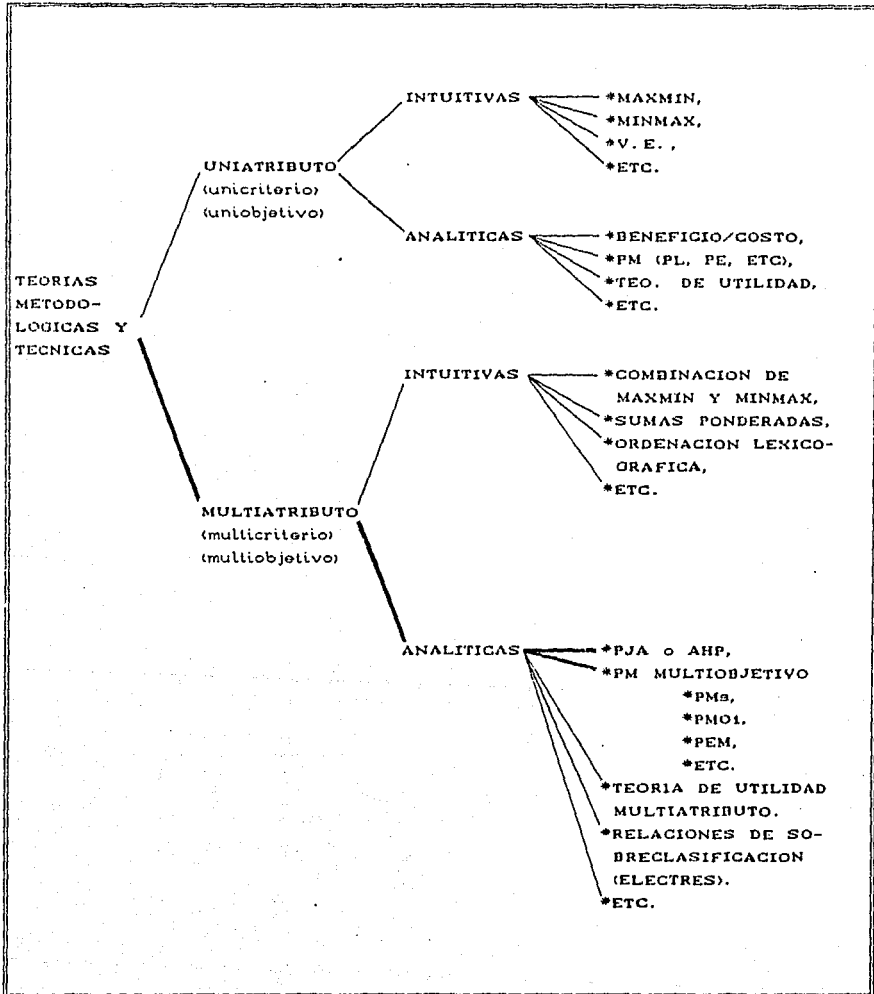 INTUITIVAS
*MAXMIN,
*MINMAX,
*V.E.,
*ETC.
UNIATRIBUTO
(unicriterio)
(uniobjetivo)
ANALITICAS
*BENEFICIO/COSTO,
*PM (PL, PE, ETC),
*TEO. DE UTILIDAD,
*ETC.
TEORIAS
METODO-
LOGICAS Y
TECNICAS
INTUITIVAS
*COMBINACION DE
MAXMIN Y MINMAX,
*SUMAS PONDERADAS,
*ORDENACION LEXICO-
GRAFICA,
*ETC.
MULTIATRIBUTO
(multicriterio)
(multiobjetivo)
ANALITICAS
*PJA o AHP,
*PM MULTIOBJETIVO
*PMs,
*PMO1,
*PEM,
*ETC.
*TEORIA DE UTILIDAD
MULTIATRIBUTO.
*RELACIONES DE SO-
BRECLASIFICACION
(ELECTRES).
*ETC.